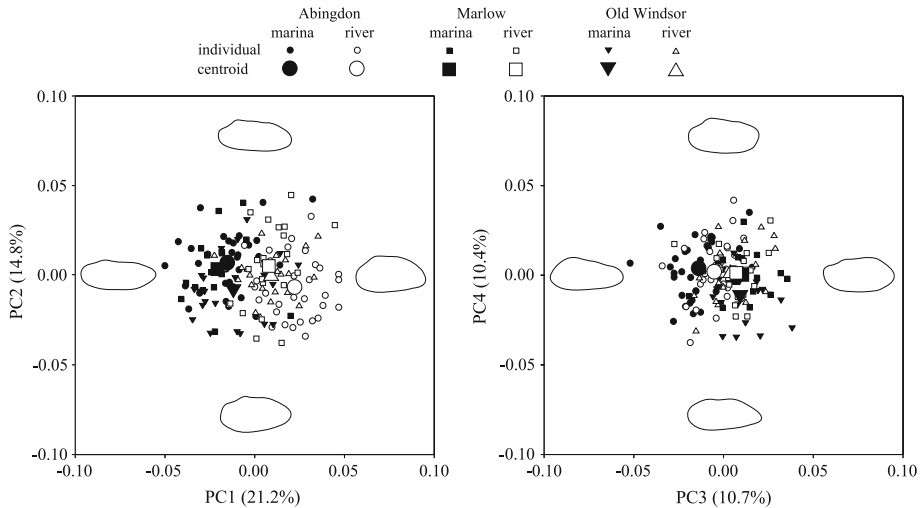 Abingdon Marlow Old Windsor
marina river marina river marina river
individual
centroid
0.10
0.05
0.00
-0.05
-0.10
PC2 (14.8%)
-0.10 -0.05 0.00 0.05 0.10
PC1 (21.2%)
0.10
0.05
0.00
-0.05
-0.10
PC4 (10.4%)
-0.10 -0.05 0.00 0.05 0.10
PC3 (10.7%)